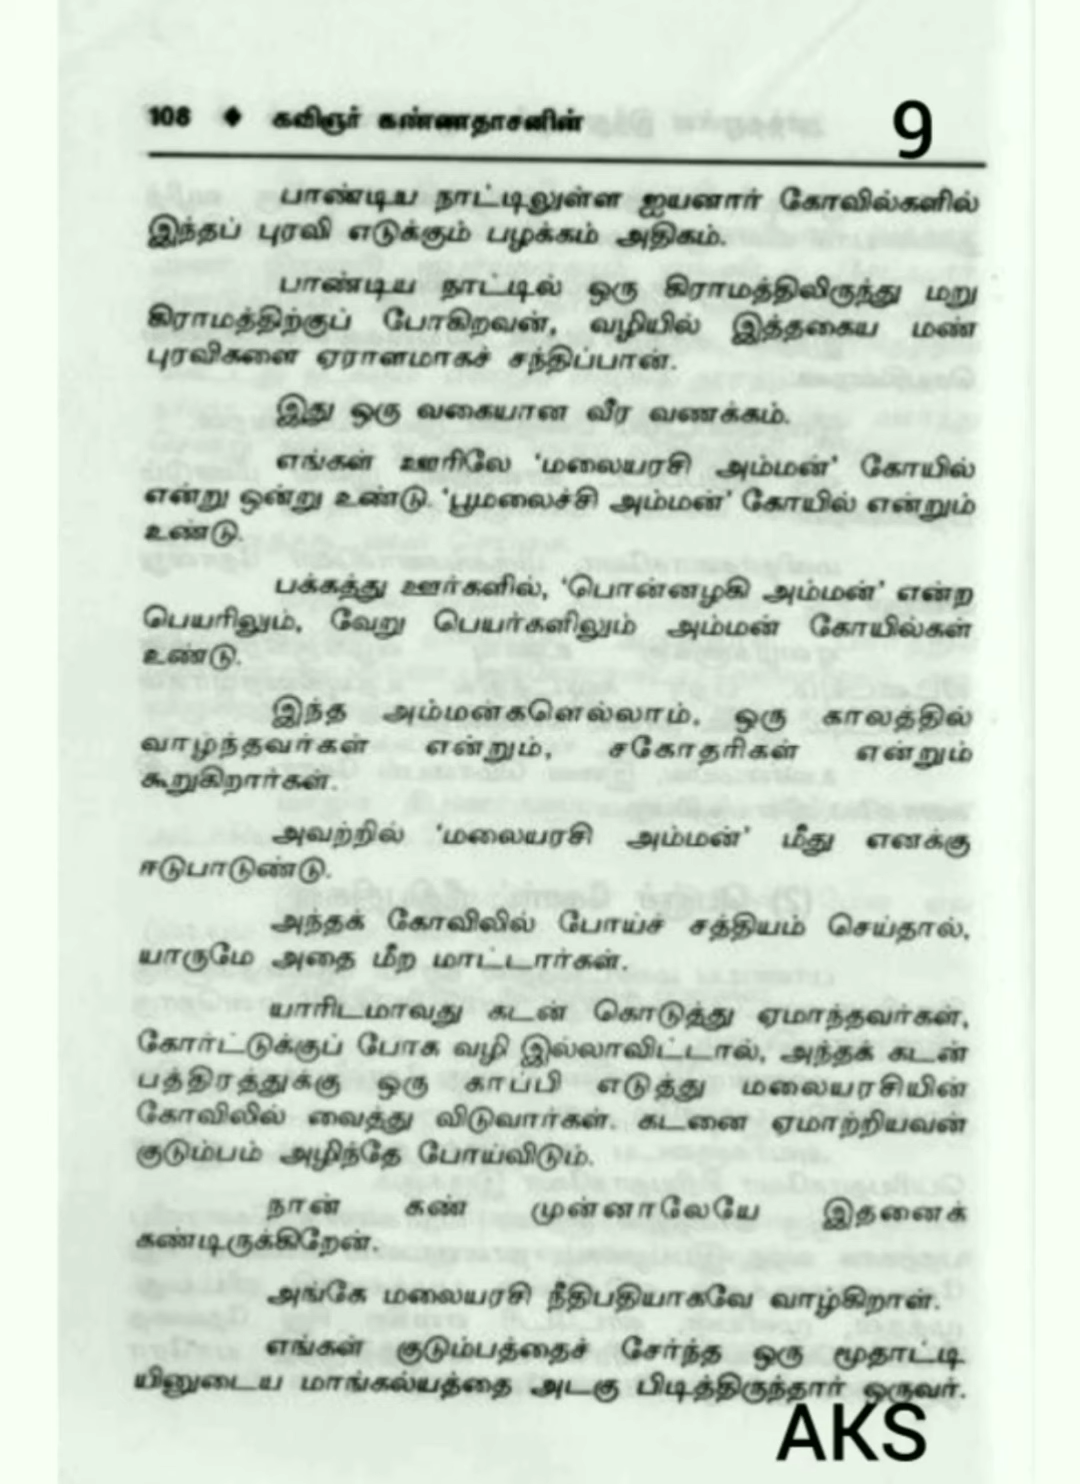 108 ◆ கவிஞர் கண்ணதாசனின்
9
பாண்டிய நாட்டிலுள்ள ஐயனார் கோவில்களில்
இந்தப் புரவி எடுக்கும் பழக்கம் அதிகம்.
பாண்டிய நாட்டில் ஒரு கிராமத்திலிருந்து மறு
கிராமத்திற்குப் போகிறவன், வழியில் இத்தகைய மண்
புரவிகளை ஏராளமாகச் சந்திப்பான்.
இது ஒரு வகையான வீர வணக்கம்.
எங்கள் ஊரிலே ‘மலையரசி அம்மன்’ கோயில்
என்று ஒன்று உண்டு. ‘பூமலைச்சி அம்மன்’ கோயில் என்றும்
உண்டு.
பக்கத்து ஊர்களில், ‘பொன்னழகி அம்மன்’ என்ற
பெயரிலும், வேறு பெயர்களிலும் அம்மன் கோயில்கள்
உண்டு.
இந்த அம்மன்களெல்லாம், ஒரு காலத்தில்
வாழ்ந்தவர்கள் என்றும், சகோதரிகள் என்றும்
கூறுகிறார்கள்.
அவற்றில் ‘மலையரசி அம்மன்’ மீது எனக்கு
ஈடுபாடுண்டு.
அந்தக் கோவிலில் போய்ச் சத்தியம் செய்தால்,
யாருமே அதை மீற மாட்டார்கள்.
யாரிடமாவது கடன் கொடுத்து ஏமாந்தவர்கள்,
கோர்ட்டுக்குப் போக வழி இல்லாவிட்டால், அந்தக் கடன்
பத்திரத்துக்கு ஒரு காப்பி எடுத்து மலையரசியின்
கோவிலில் வைத்து விடுவார்கள். கடனை ஏமாற்றியவன்
குடும்பம் அழிந்தே போய்விடும்.
நான் கண் முன்னாலேயே இதனைக்
கண்டிருக்கிறேன்.
அங்கே மலையரசி நீதிபதியாகவே வாழ்கிறாள்.
எங்கள் குடும்பத்தைச் சேர்ந்த ஒரு மூதாட்டி
யினுடைய மாங்கல்யத்தை அடகு பிடித்திருந்தார் ஒருவர்.
AKS